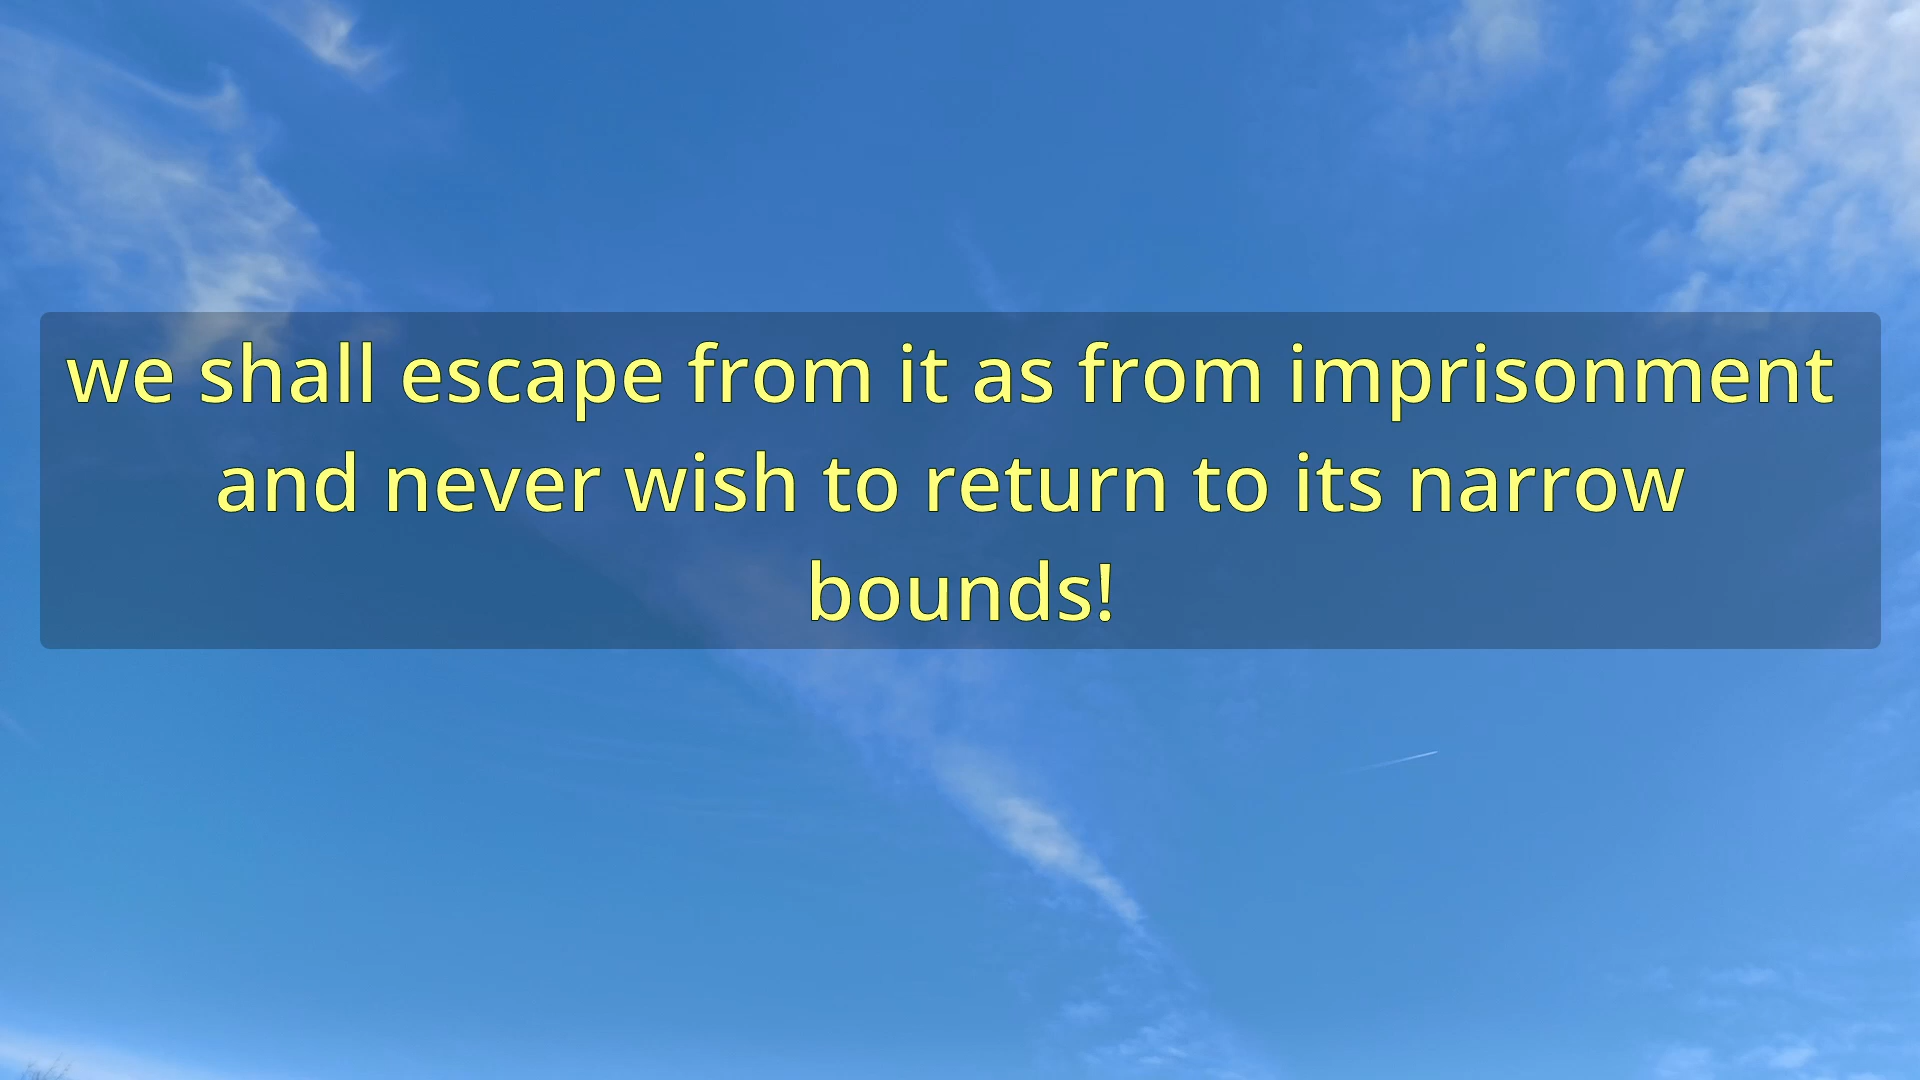 we shall escape from it as from imprisonment
and never wish to return to its narrow
bounds!